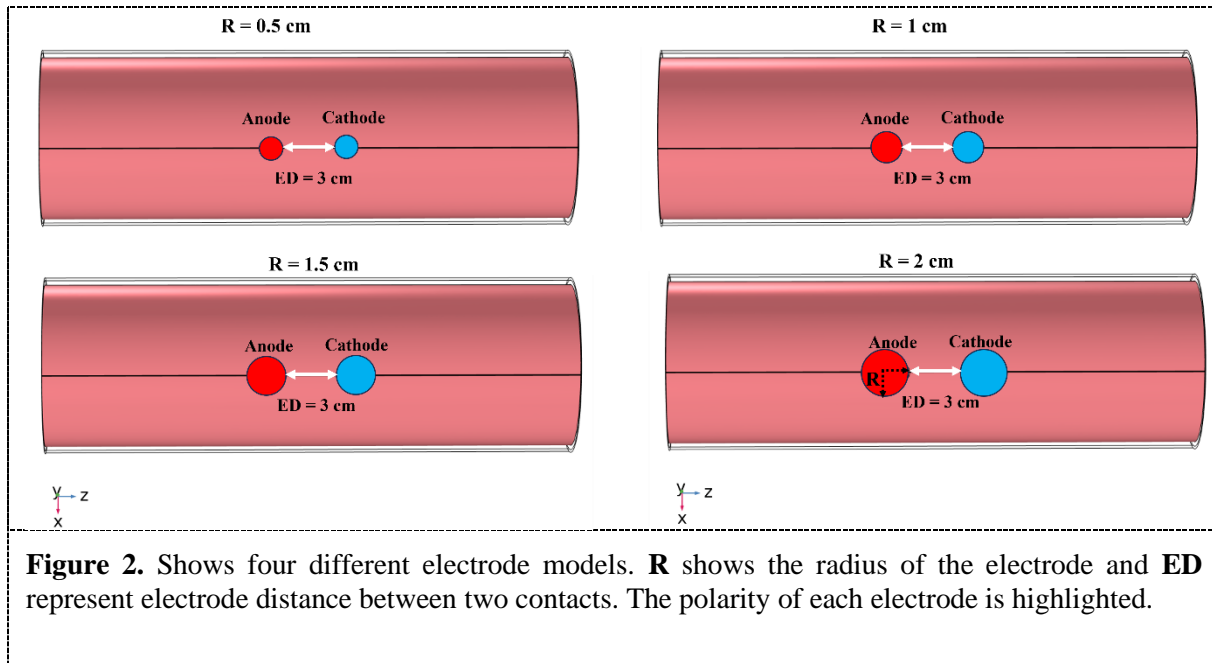 R = 0.5 cm
Anode Cathode
ED = 3 cm
R = 1 cm
Anode Cathode
ED = 3 cm
R = 1.5 cm
Anode Cathode
ED = 3 cm
y z
x
R = 2 cm
Anode Cathode
R
ED = 3 cm
y z
x
Figure 2. Shows four different electrode models. R shows the radius of the electrode and ED
represent electrode distance between two contacts. The polarity of each electrode is highlighted.